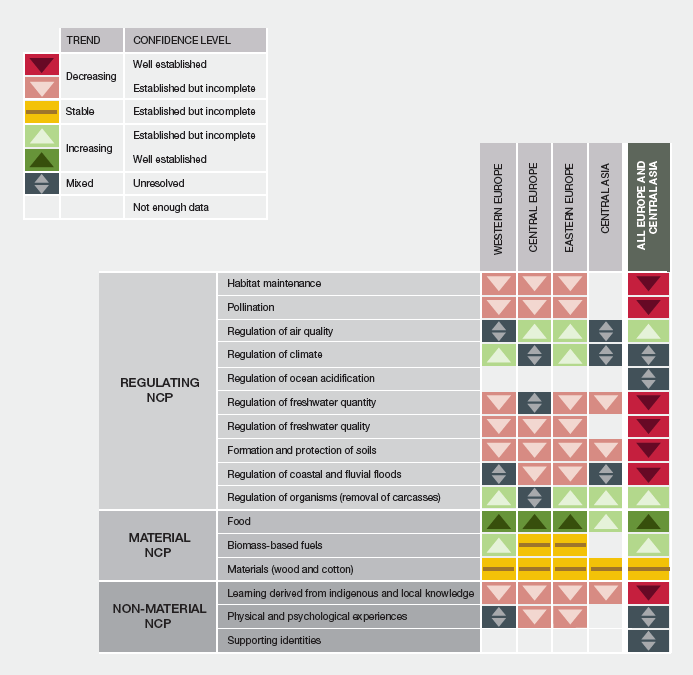 TREND CONFIDENCE LEVEL
Decreasing
Well established
Established but incomplete
Stable Established but incomplete
Increasing
Established but incomplete
Well established
Mixed Unresolved
Not enough data
WESTERN EUROPE
CENTRAL EUROPE
EASTERN EUROPE
CENTRAL ASIA
ALL EUROPE AND
CENTRAL ASIA
REGULATING
NCP
Habitat maintenance
Pollination
Regulation of air quality
Regulation of climate
Regulation of ocean acidification
Regulation of freshwater quantity
Regulation of freshwater quality
Formation and protection of soils
Regulation of coastal and fluvial floods
Regulation of organisms (removal of carcasses)
MATERIAL
NCP
Food
Biomass-based fuels
Materials (wood and cotton)
NON-MATERIAL
NCP
Learning derived from indigenous and local knowledge
Physical and psychological experiences
Supporting identities